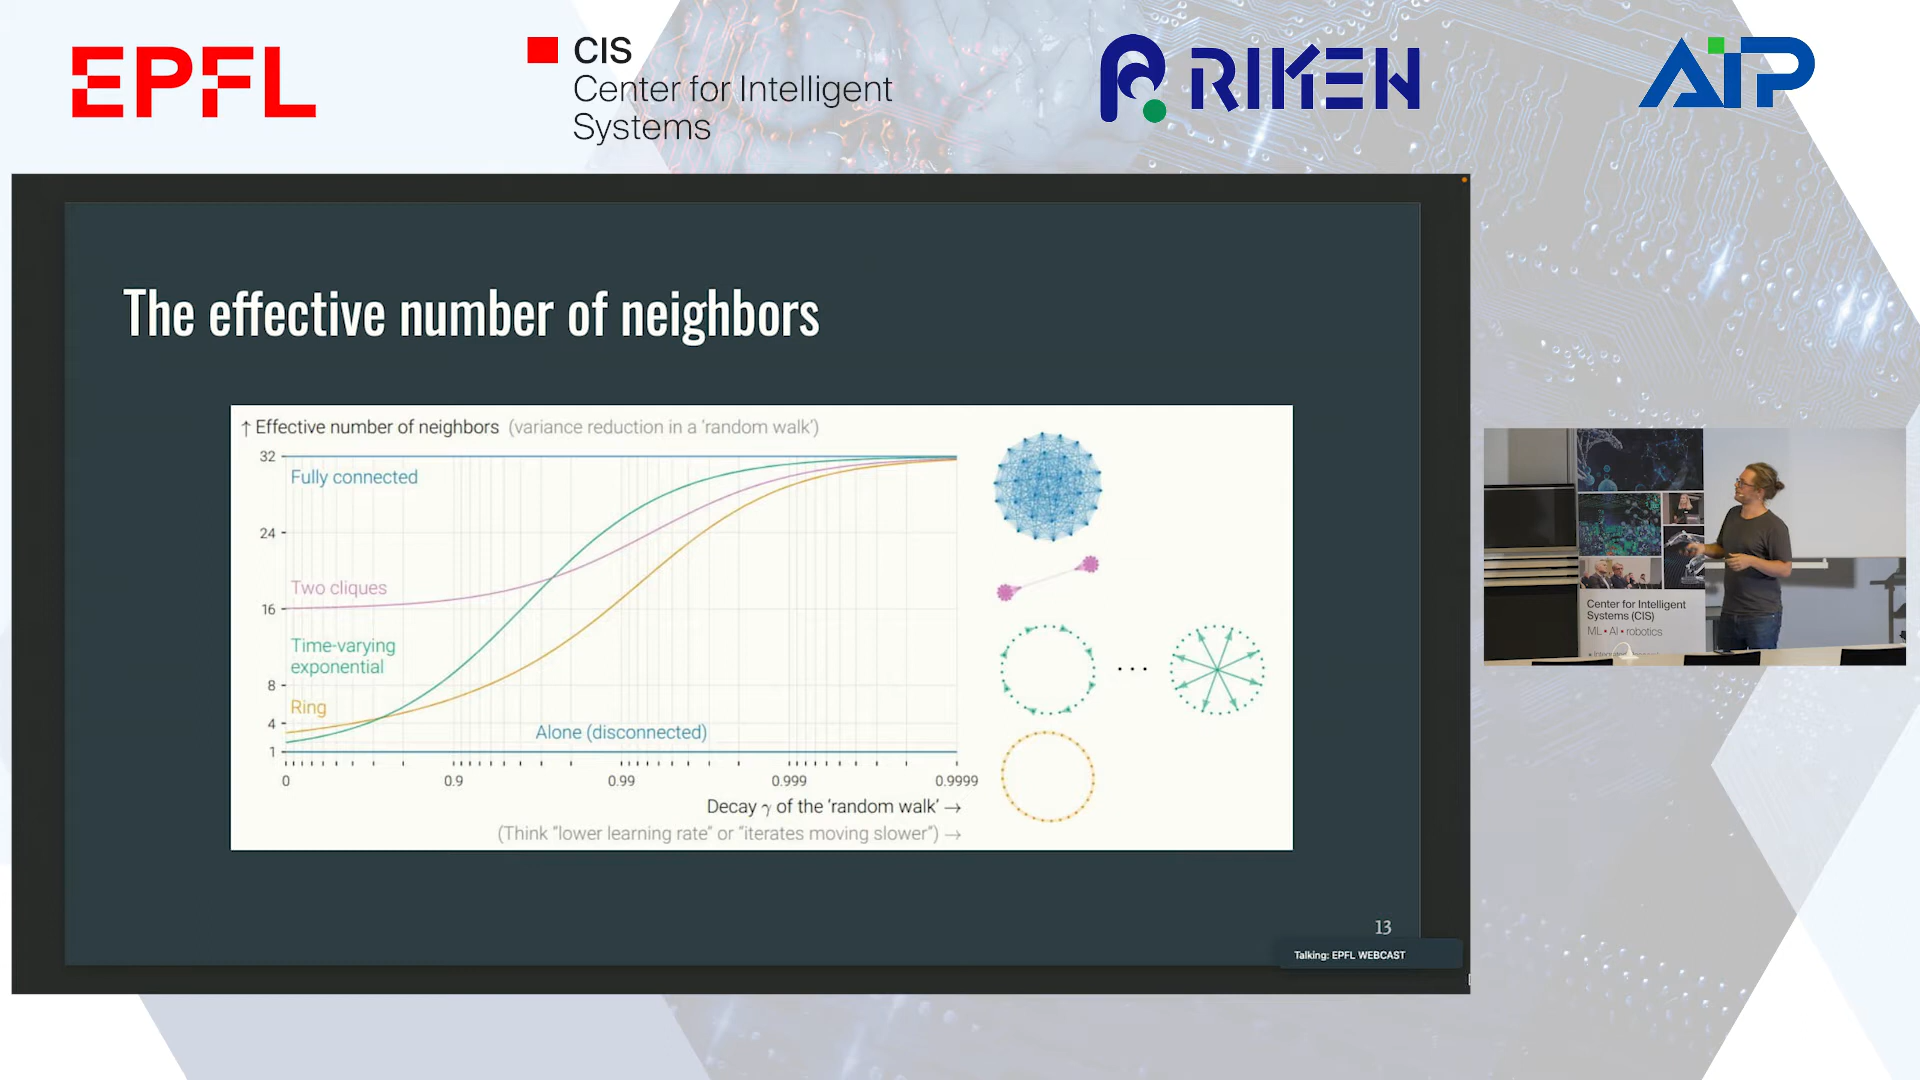 EPFL
CIS
Center for Intelligent
Systems
RIKEN
AIP
The effective number of neighbors
↑ Effective number of neighbors (variance reduction in a 'random walk')
32
Fully connected
24
Two cliques
16
Time-varying
exponential
8
Ring
4
Alone (disconnected)
1
0 0.9 0.99 0.999 0.9999
Decay γ of the 'random walk' →
(Think "lower learning rate" or "iterates moving slower") →
13
Talking: EPFL WEBCAST
Center for Intelligent
Systems (CIS)
ML • AI • robotics